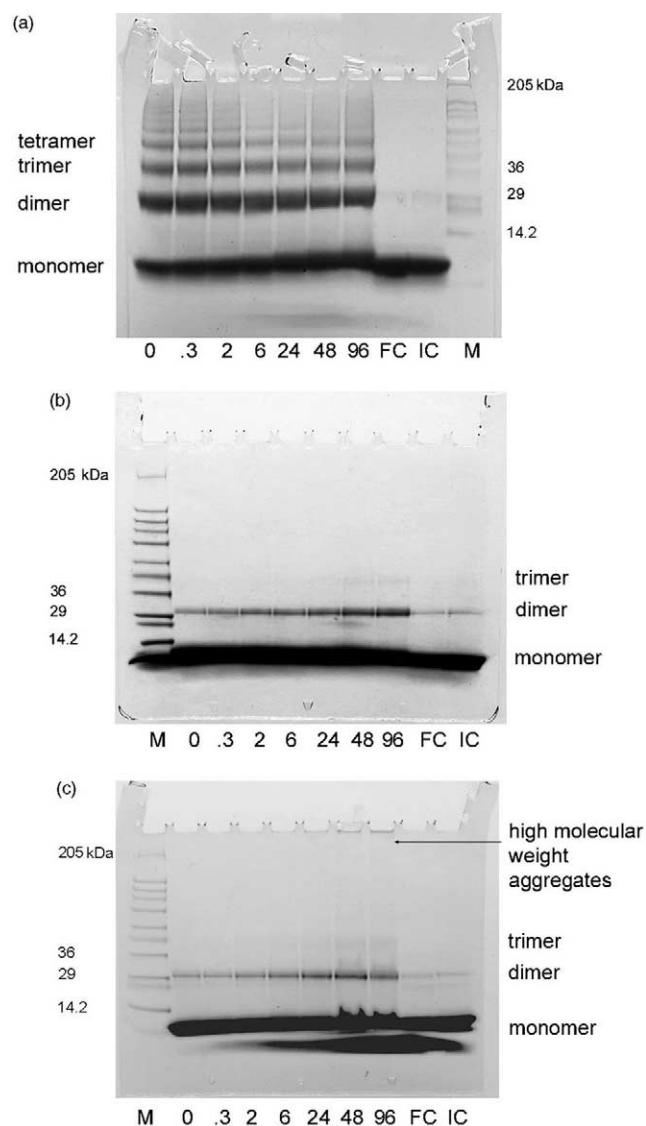 (a)
205 kDa
tetramer
trimer
36
dimer
29
14.2
monomer
0 .3 2 6 24 48 96 FC IC M
(b)
205 kDa
trimer
36
dimer
29
14.2
monomer
M 0 .3 2 6 24 48 96 FC IC
(c)
high molecular
weight
aggregates
205 kDa
trimer
36
dimer
29
14.2
monomer
M 0 .3 2 6 24 48 96 FC IC